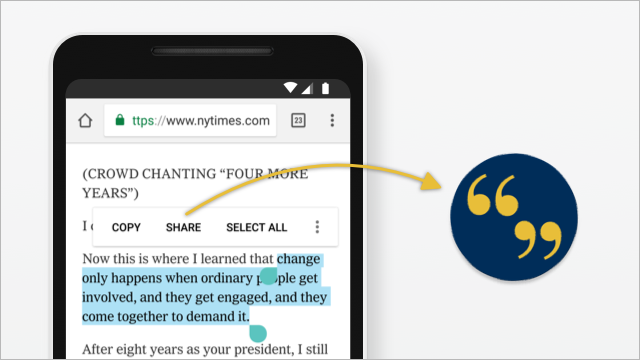 ttps://www.nytimes.com
23
(CROWD CHANTING “FOUR MORE
YEARS”)
I
COPY SHARE SELECT ALL
Now this is where I learned that change
only happens when ordinary people get
involved, and they get engaged, and they
come together to demand it.
After eight years as your president, I still